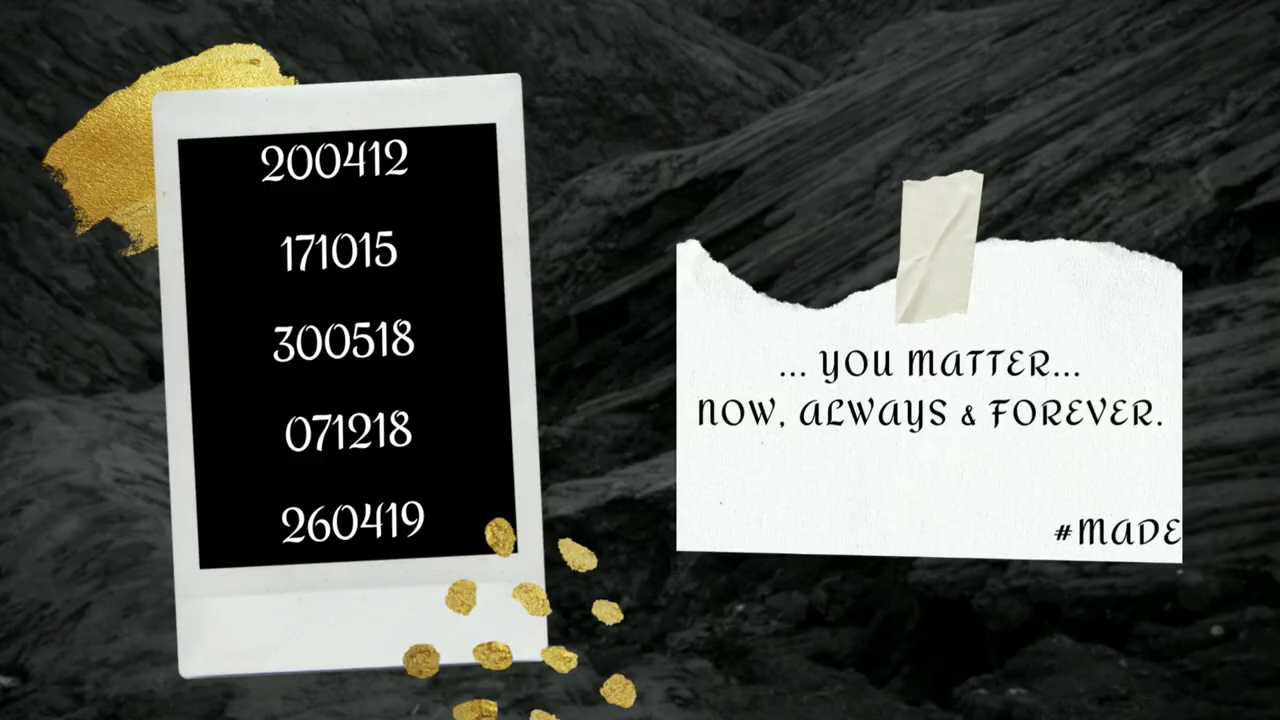 200412
171015
300518
071218
260419
... YOU MATTER...
NOW, ALWAYS & FOREVER.
#MADE